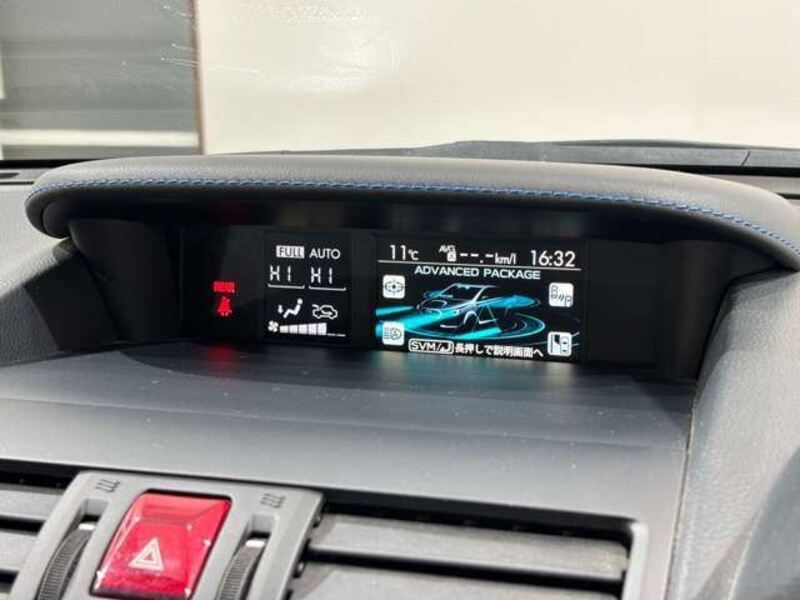 REAR
FULL AUTO
HI HI
11℃ AVG A --.-km/l 16:32
ADVANCED PACKAGE
SVM/⤶ 長押しで説明画面へ